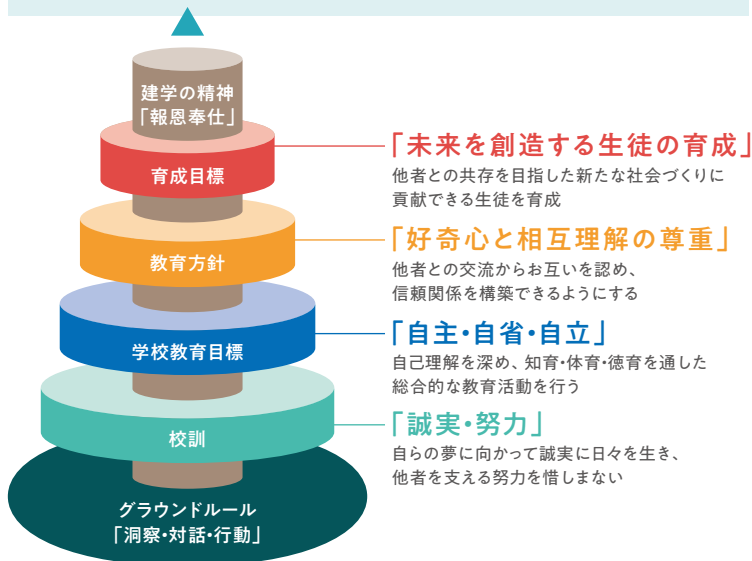 建学の精神
「報恩奉仕」
育成目標
「未来を創造する生徒の育成」
他者との共存を目指した新たな社会づくりに
貢献できる生徒を育成
教育方針
「好奇心と相互理解の尊重」
他者との交流からお互いを認め、
信頼関係を構築できるようにする
学校教育目標
「自主・自省・自立」
自己理解を深め、知育・体育・徳育を通した
総合的な教育活動を行う
校訓
「誠実・努力」
自らの夢に向かって誠実に日々を生き、
他者を支える努力を惜しまない
グラウンドルール
「洞察・対話・行動」